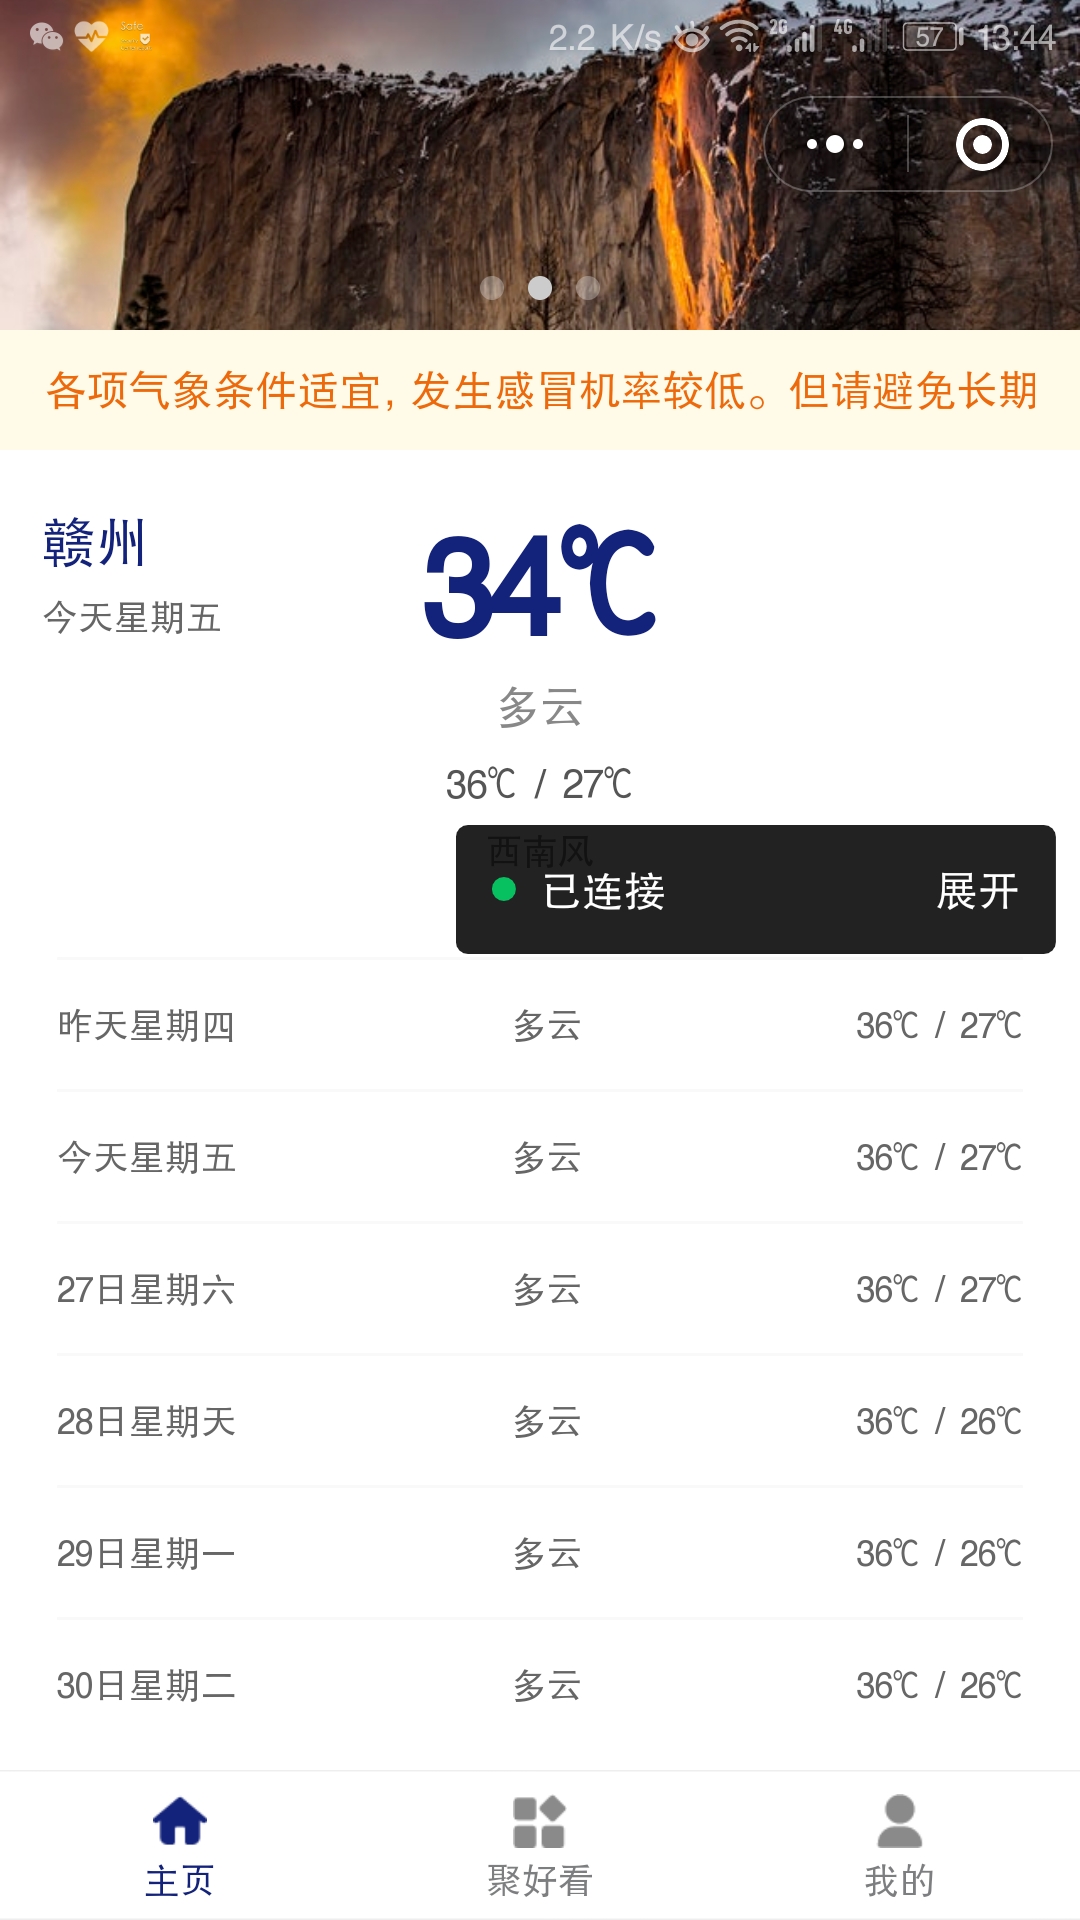 Safe
2.2 K/s 2G 4G 57 13:44
各项气象条件适宜, 发生感冒机率较低。但请避免长期
赣州
34℃
今天星期五
多云
36℃ / 27℃
西南风
已连接 展开
昨天星期四 多云 36℃ / 27℃
今天星期五 多云 36℃ / 27℃
27日星期六 多云 36℃ / 27℃
28日星期天 多云 36℃ / 26℃
29日星期一 多云 36℃ / 26℃
30日星期二 多云 36℃ / 26℃
主页 聚好看 我的